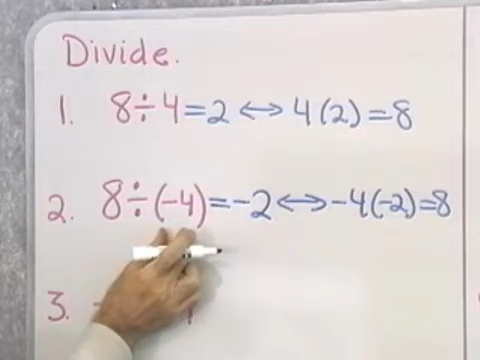 Divide.
1. 8÷4=2 ↔ 4(2)=8
2. 8÷(-4)=-2 ↔ -4(-2)=8
3.